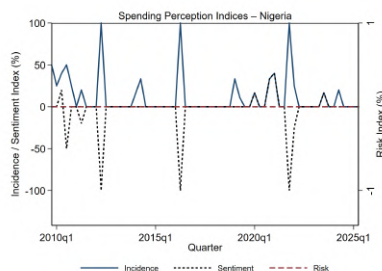 Spending Perception Indices – Nigeria
Incidence / Sentiment Index (%)
100
50
0
-50
-100
1
-1
Risk Index (%)
2010q1 2015q1 2020q1 2025q1
Quarter
Incidence Sentiment Risk